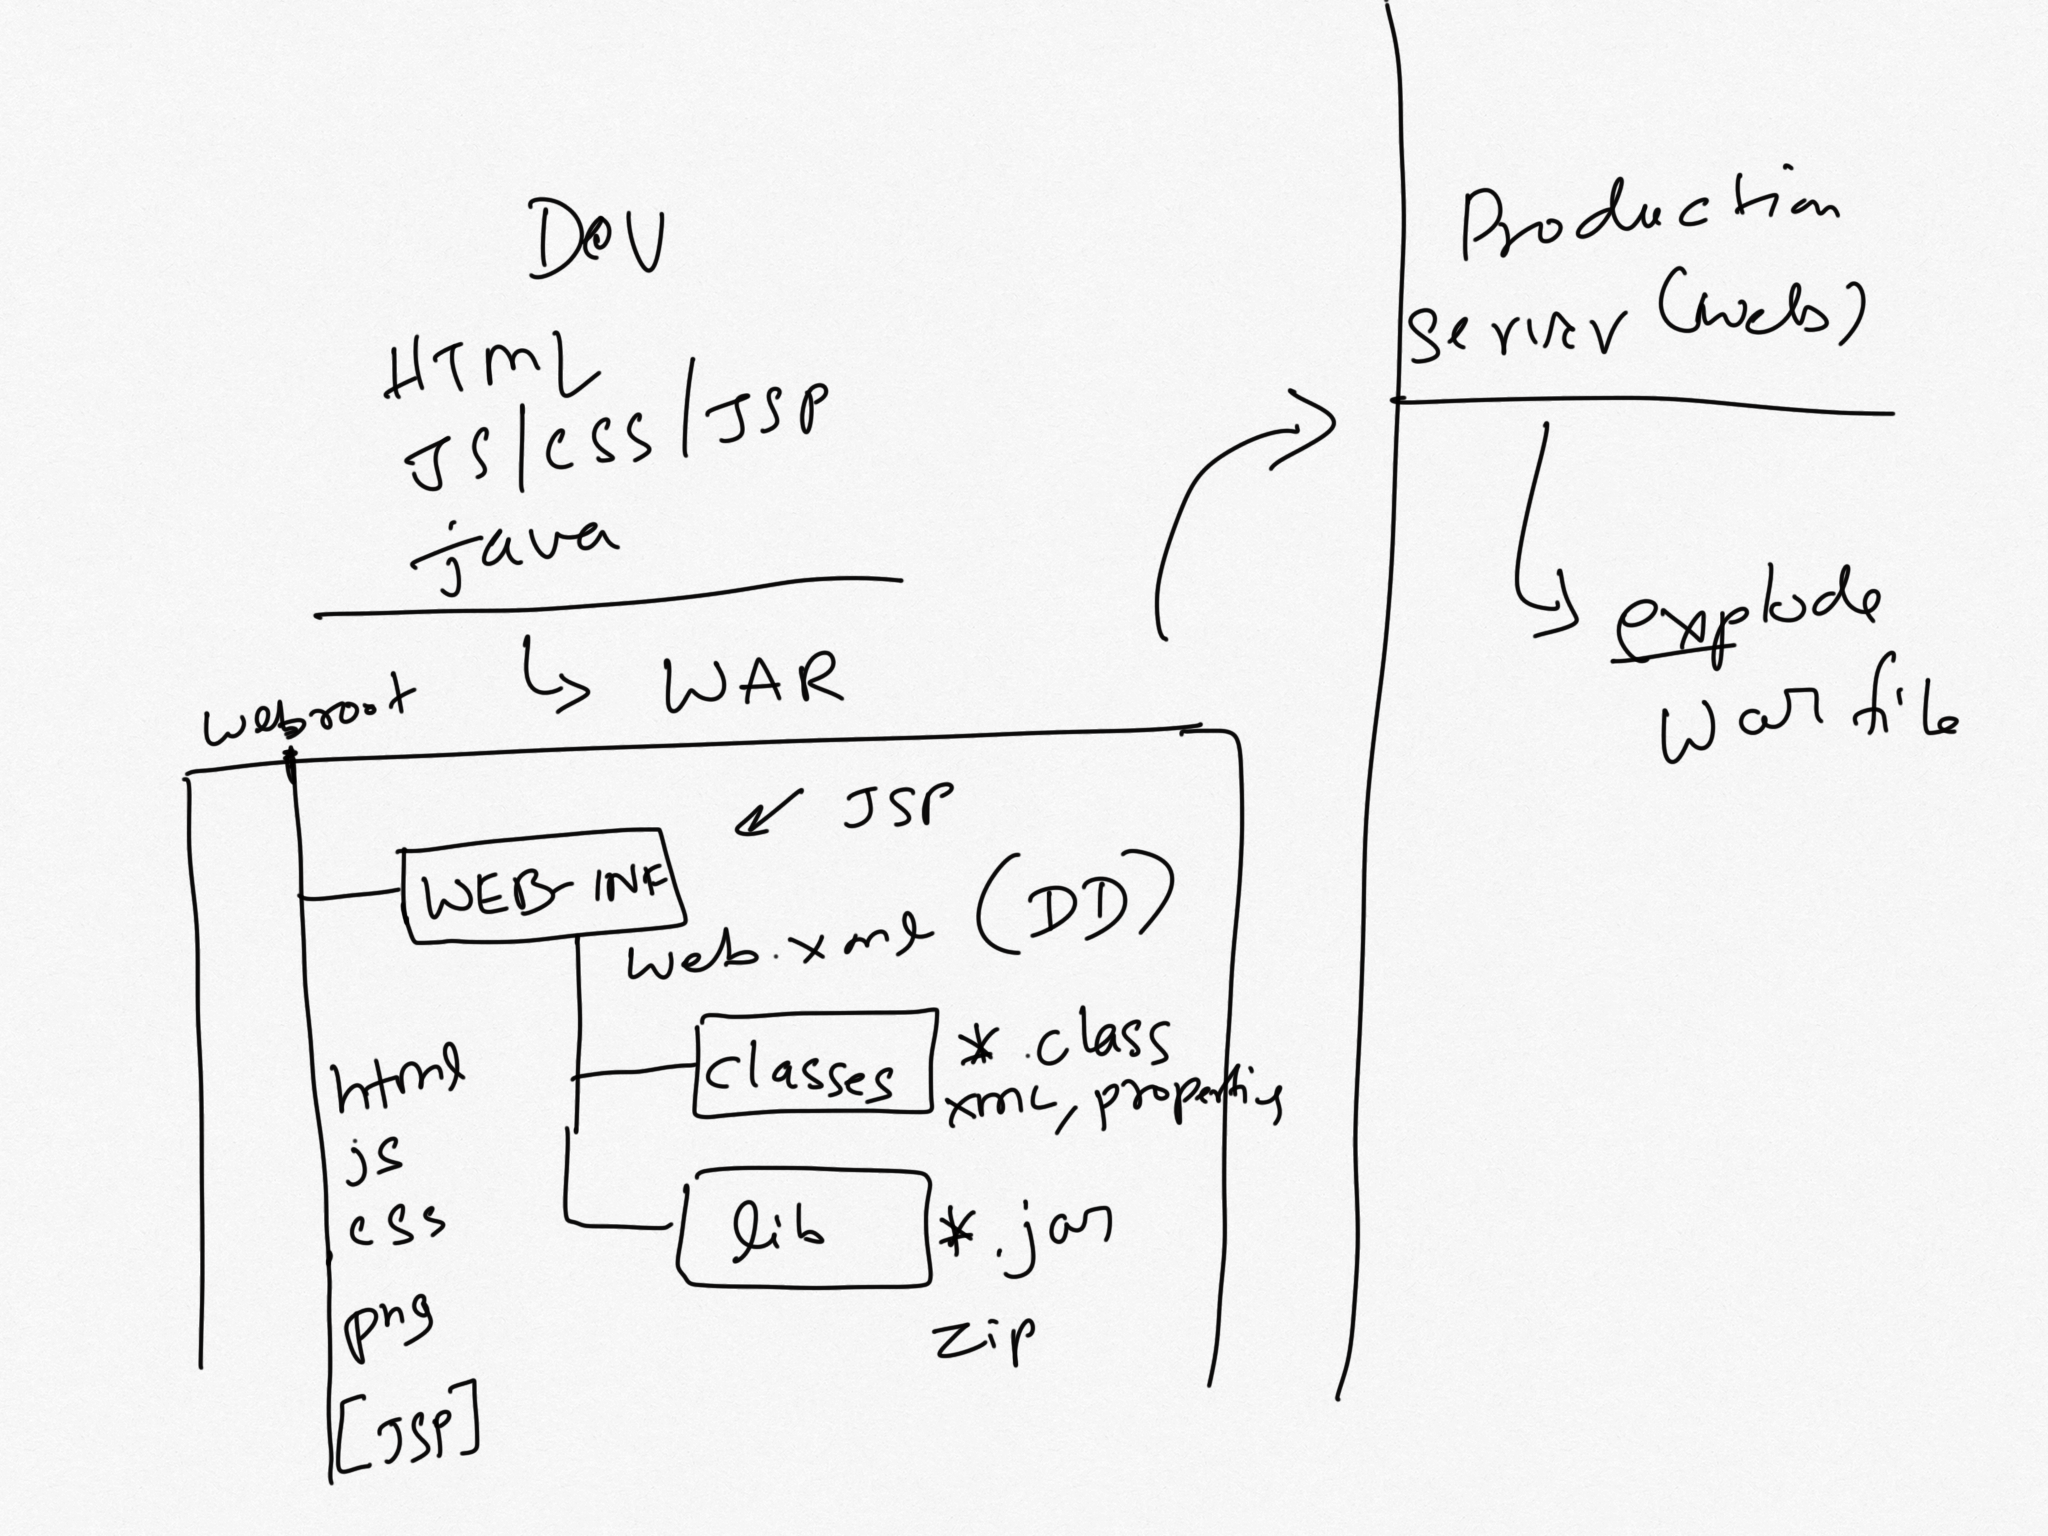 Dev
HTML
JS/CSS/JSP
java
WAR
webroot
JSP
WEB-INF
web.xml (DD)
classes *.class
xml, properties
lib *.jar
zip
html
js
css
png
[JSP]
Production
Server (web)
explode
war file